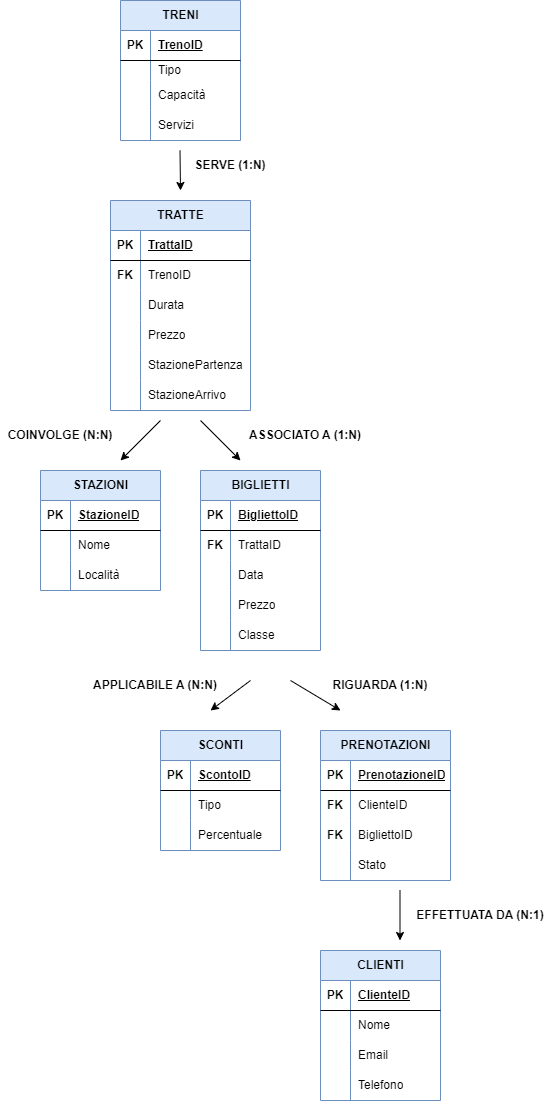 TRENI
PK TrenoID
Tipo
Capacità
Servizi
SERVE (1:N)
TRATTE
PK TrattaID
FK TrenoID
Durata
Prezzo
StazionePartenza
StazioneArrivo
COINVOLGE (N:N)
ASSOCIATO A (1:N)
STAZIONI
PK StazioneID
Nome
Località
BIGLIETTI
PK BigliettoID
FK TrattaID
Data
Prezzo
Classe
APPLICABILE A (N:N)
RIGUARDA (1:N)
SCONTI
PK ScontoID
Tipo
Percentuale
PRENOTAZIONI
PK PrenotazioneID
FK ClienteID
FK BigliettoID
Stato
EFFETTUATA DA (N:1)
CLIENTI
PK ClienteID
Nome
Email
Telefono